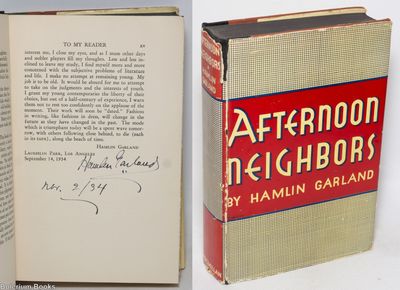 TO MY READER xv
interest me, I close my eyes, and as I muse older days
and nobler players fill my thoughts. Less and less in-
clined to leave my study, I find myself more and more
concerned with the subjective problems of literature
and life. I make no attempt at remaining young. My
job is to be old. It would be absurd for me to attempt
to take on the judgments and the interests of youth.
I grant my young contemporaries the liberty of their
choice, but out of a half-century of experience, I warn
them not to rest too confidently on the applause of the
moment. Their work will soon be "dated." Fashion
in writing, like fashion in dress, will change in the
future as they have changed in the past. The mode
which is triumphant today will be a spent wave tomor-
row, with others following close behind, to die (each
in its turn), along the beach of time.
HAMLIN GARLAND
LAUGHLIN PARK, LOS ANGELES
September 14, 1934
Hamlin Garland
Nov. 2/34
AFTERNOON
NEIGHBORS
HAMLIN
GARLAND
MACMILLAN
AFTERNOON
NEIGHBORS
BY HAMLIN GARLAND
Bolerium Books